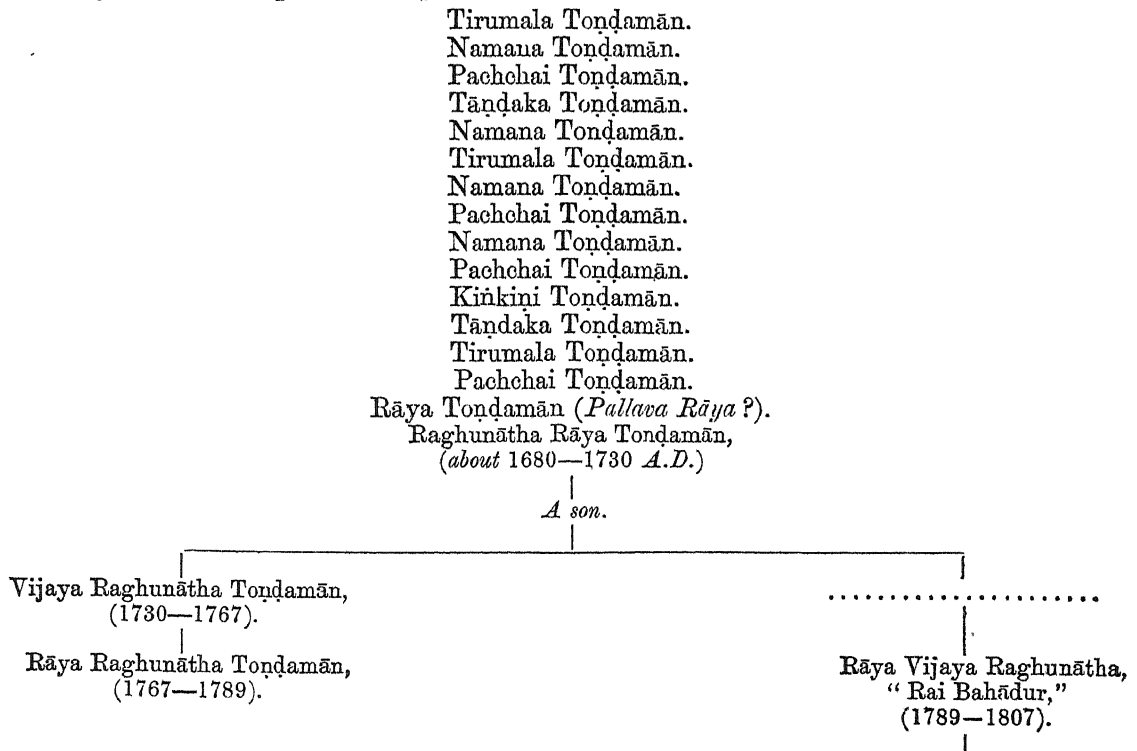 Tirumala Toṇḍamān.
Namana Toṇḍamān.
Pachchai Toṇḍamān.
Tāṇḍaka Toṇḍamān.
Namana Toṇḍamān.
Tirumala Toṇḍamān.
Namana Toṇḍamān.
Pachchai Toṇḍamān.
Namana Toṇḍamān.
Pachchai Toṇḍamān.
Kiṅkiṇi Toṇḍamān.
Tāṇḍaka Toṇḍamān.
Tirumala Toṇḍamān.
Pachchai Toṇḍamān.
Rāya Toṇḍamān (Pallava Rāya ?).
Raghunātha Rāya Toṇḍamān,
(about 1680—1730 A.D.)
A son.
Vijaya Raghunātha Toṇḍamān,
(1730—1767).
Rāya Raghunātha Toṇḍamān,
(1767—1789).
Rāya Vijaya Raghunātha,
“ Rai Bahādur,”
(1789—1807).